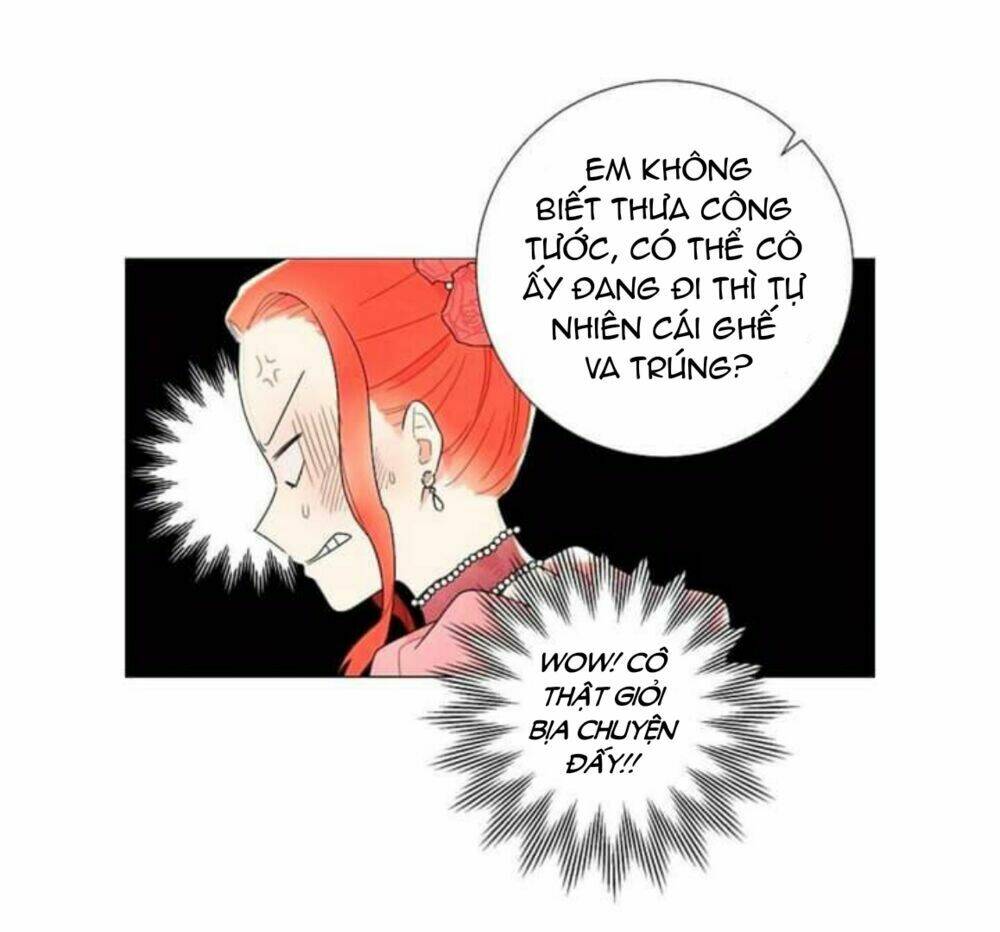 EM KHÔNG
BIẾT THƯA CÔNG
TƯỚC, CÓ THỂ CÔ
ẤY ĐANG ĐI THÌ TỰ
NHIÊN CÁI GHẾ
VA TRÚNG?
WOW! CÔ
THẬT GIỎI
BỊA CHUYỆN
ĐẤY!!